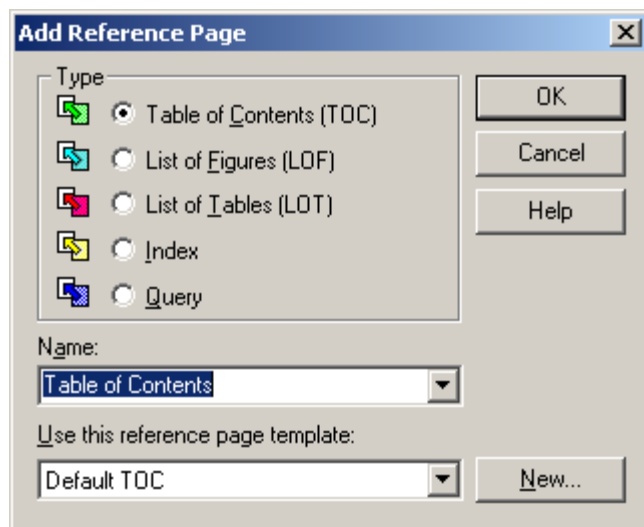 Add Reference Page
Type
Table of Contents (TOC)
List of Figures (LOF)
List of Tables (LOT)
Index
Query
OK
Cancel
Help
Name:
Table of Contents
Use this reference page template:
Default TOC
New...